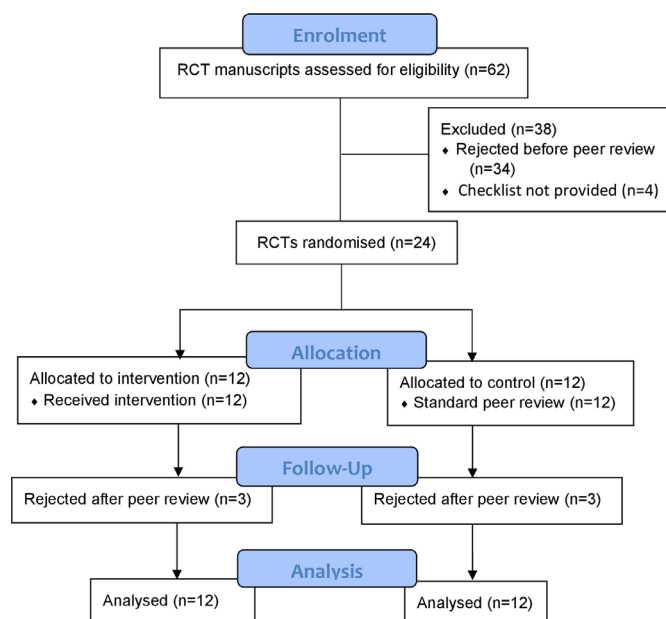 Enrolment
RCT manuscripts assessed for eligibility (n=62)
Excluded (n=38)
♦ Rejected before peer review
(n=34)
♦ Checklist not provided (n=4)
RCTs randomised (n=24)
Allocation
Allocated to intervention (n=12)
♦ Received intervention (n=12)
Allocated to control (n=12)
♦ Standard peer review (n=12)
Follow-Up
Rejected after peer review (n=3)
Rejected after peer review (n=3)
Analysis
Analysed (n=12)
Analysed (n=12)